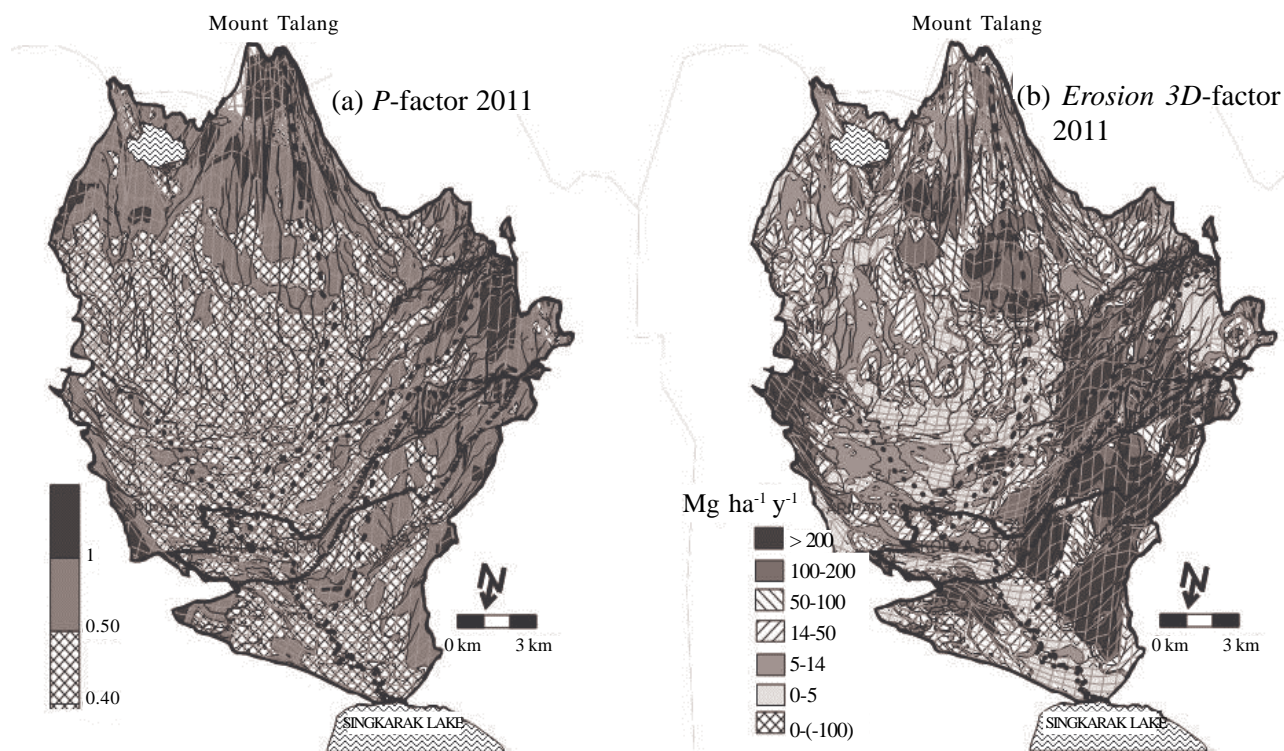 Mount Talang
(a) P-factor 2011
1
0.50
0.40
N
0 km 3 km
SINGKARAK LAKE
Mount Talang
(b) Erosion 3D-factor
2011
Mg ha-1 y-1
> 200
100-200
50-100
14-50
5-14
0-5
0-(-100)
N
0 km 3 km
SINGKARAK LAKE